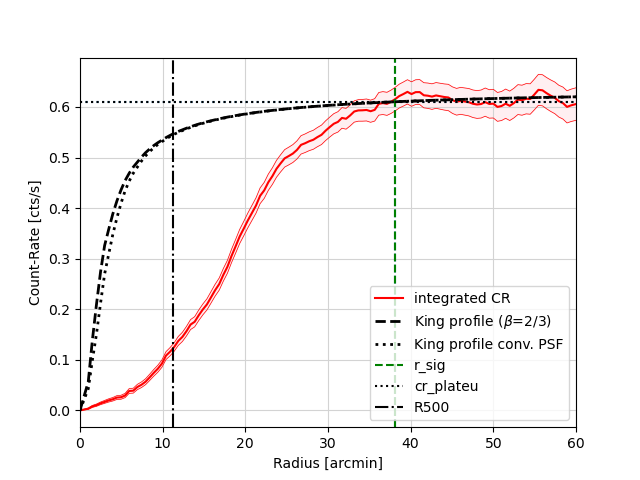 Count-Rate [cts/s]
0.6
0.5
0.4
0.3
0.2
0.1
0.0
integrated CR
King profile (β=2/3)
King profile conv. PSF
r_sig
cr_plateu
R500
0 10 20 30 40 50 60
Radius [arcmin]